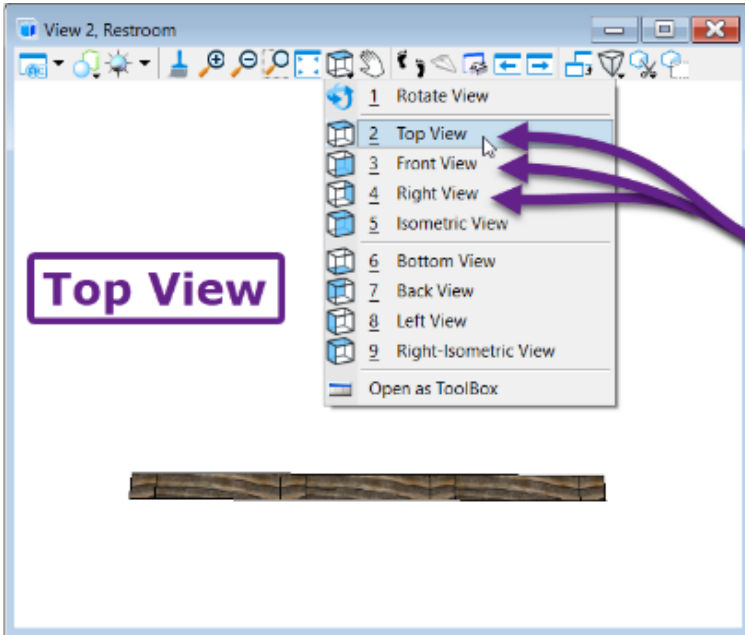 View 2, Restroom
1 Rotate View
2 Top View
3 Front View
4 Right View
5 Isometric View
Top View
6 Bottom View
7 Back View
8 Left View
9 Right-Isometric View
Open as ToolBox